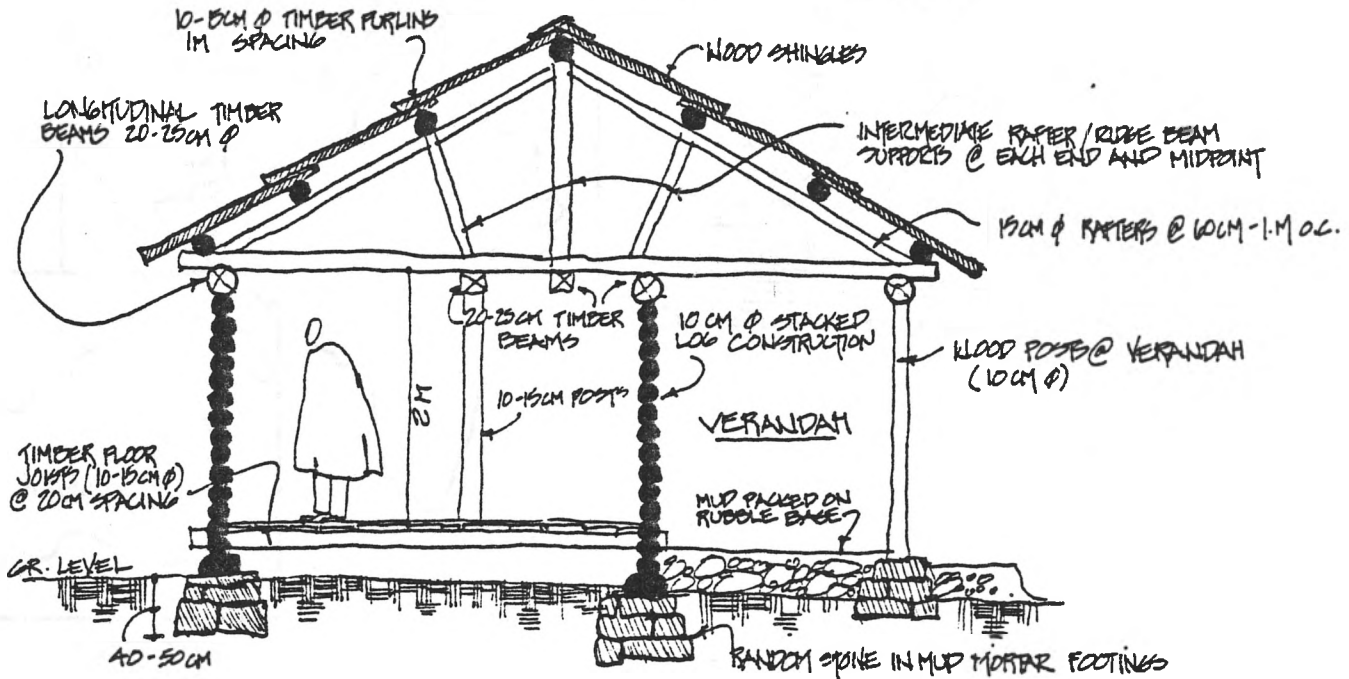 10-15CM Φ TIMBER PURLINS
1M SPACING
WOOD SHINGLES
LONGITUDINAL TIMBER
BEAMS 20-25CM Φ
INTERMEDIATE RAFTER/RIDGE BEAM
SUPPORTS @ EACH END AND MIDPOINT
15CM Φ RAFTERS @ 60CM-1.M O.C.
20-25CM TIMBER
BEAMS
10 CM Φ STACKED
LOG CONSTRUCTION
WOOD POSTS @ VERANDAH
(10CM Φ)
2M
10-15CM POSTS
VERANDAH
TIMBER FLOOR
JOISTS (10-15CM Φ)
@ 20CM SPACING
MUD PACKED ON
RUBBLE BASE
GR. LEVEL
40-50CM
RANDOM STONE IN MUD MORTAR FOOTINGS